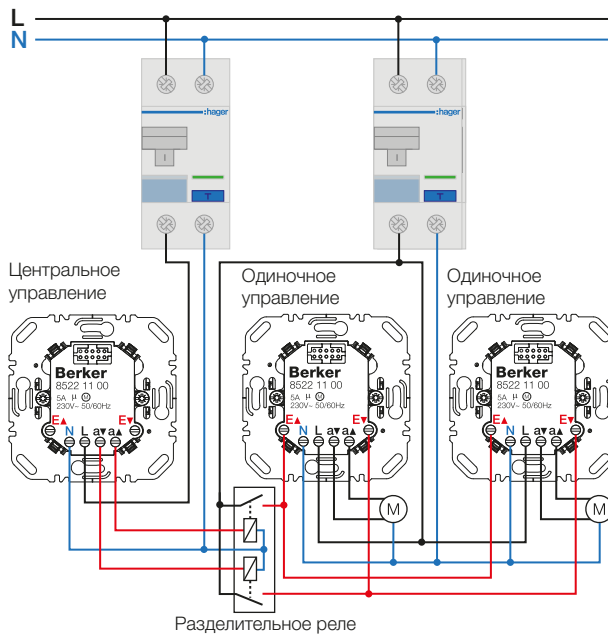 L
N
:hager
I
T
:hager
I
T
Центральное
управление
Одиночное
управление
Одиночное
управление
Berker
8522 11 00
5A µ M
230V~ 50/60Hz
E▲ E▼
N L a▼ a▲
Berker
8522 11 00
5A µ M
230V~ 50/60Hz
E▲ E▼
N L a▼ a▲
Berker
8522 11 00
5A µ M
230V~ 50/60Hz
E▲ E▼
N L a▼ a▲
M
M
Разделительное реле